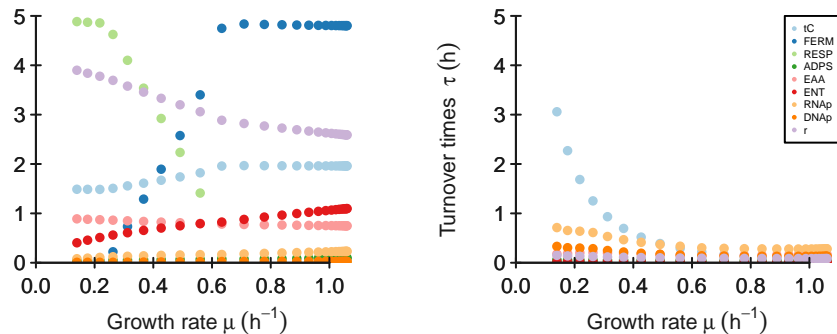 5
4
3
2
1
0
0.0 0.2 0.4 0.6 0.8 1.0
Growth rate μ (h⁻¹)
Turnover times τ (h)
5
4
3
2
1
0
0.0 0.2 0.4 0.6 0.8 1.0
Growth rate μ (h⁻¹)
tC
FERM
RESP
ADPS
EAA
ENT
RNAp
DNAp
r